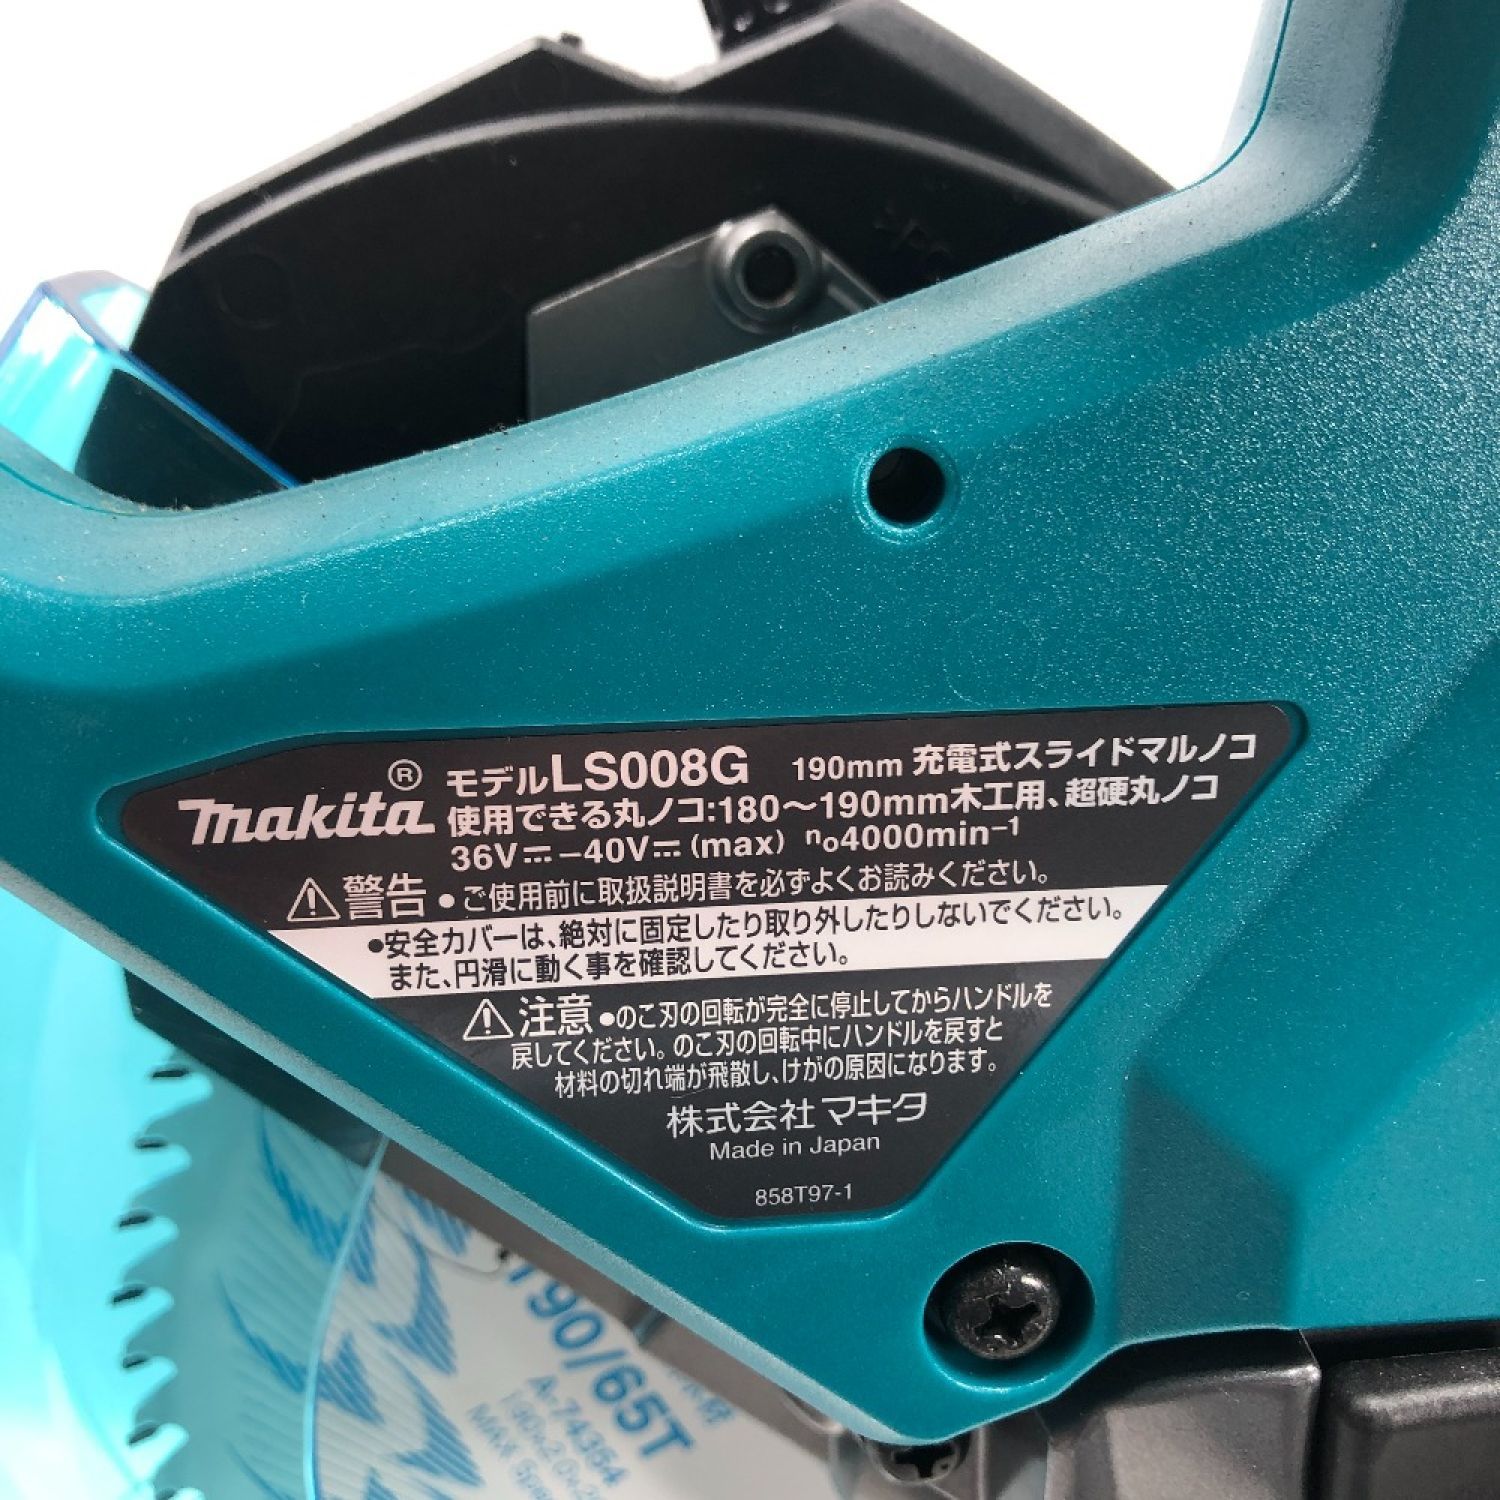 makita® モデルLS008G 190mm 充電式スライドマルノコ
使用できる丸ノコ:180～190mm木工用、超硬丸ノコ
36V⎓-40V⎓(max) n₀4000min⁻¹
⚠警告 ●ご使用前に取扱説明書を必ずよくお読みください。
●安全カバーは、絶対に固定したり取り外したりしないでください。
また、円滑に動く事を確認してください。
⚠注意 ●のこ刃の回転が完全に停止してからハンドルを
戻してください。のこ刃の回転中にハンドルを戻すと
材料の切れ端が飛散し、けがの原因になります。
株式会社マキタ
Made in Japan
858T97-1
190/65T
A-74354
MAX